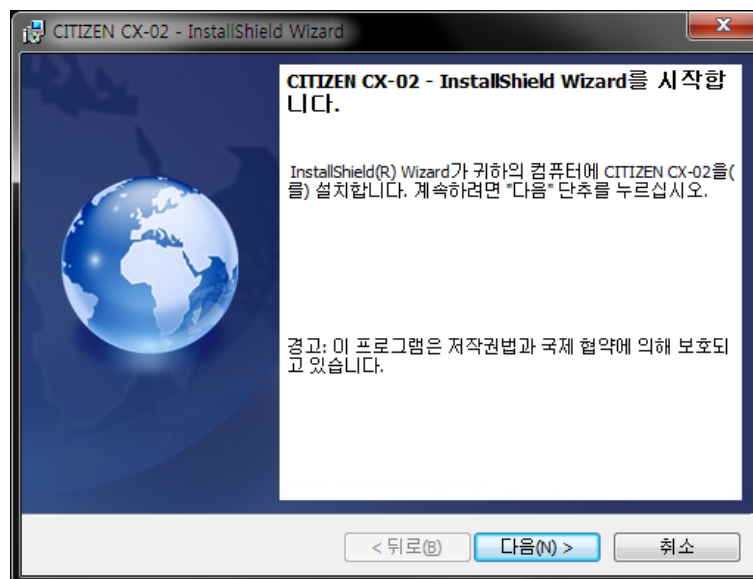 CITIZEN CX-02 - InstallShield Wizard
CITIZEN CX-02 - InstallShield Wizard를 시작합
니다.
InstallShield(R) Wizard가 귀하의 컴퓨터에 CITIZEN CX-02을(
를) 설치합니다. 계속하려면 "다음" 단추를 누르십시오.
경고: 이 프로그램은 저작권법과 국제 협약에 의해 보호되
고 있습니다.
< 뒤로(B) 다음(N) > 취소